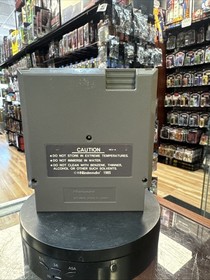 CAUTION
•DO NOT STORE IN EXTREME TEMPERATURES.
•DO NOT IMMERSE IN WATER.
•DO NOT CLEAN WITH BENZENE, THINNER,
ALCOHOL OR OTHER SUCH SOLVENTS.
Nintendo 1985